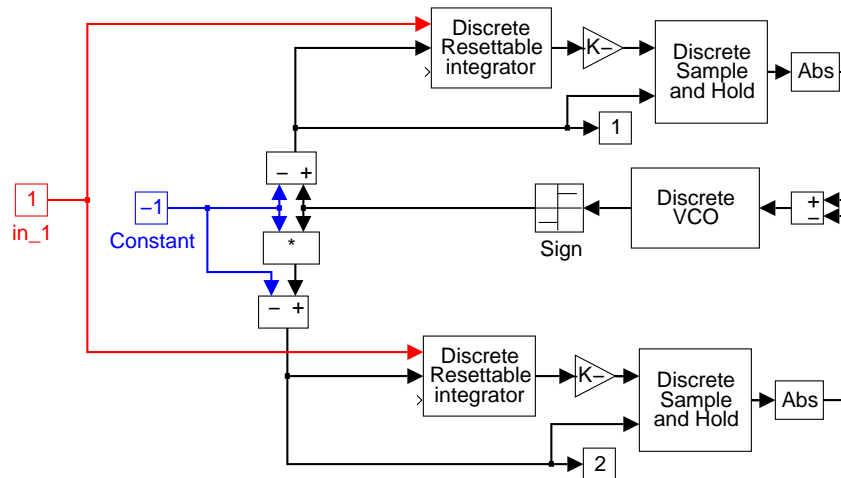 Discrete
Resettable
integrator
K−
Discrete
Sample
and Hold
Abs
1
− +
1
in_1
−1
Constant
Sign
Discrete
VCO
+
−
*
− +
Discrete
Resettable
integrator
K−
Discrete
Sample
and Hold
Abs
2